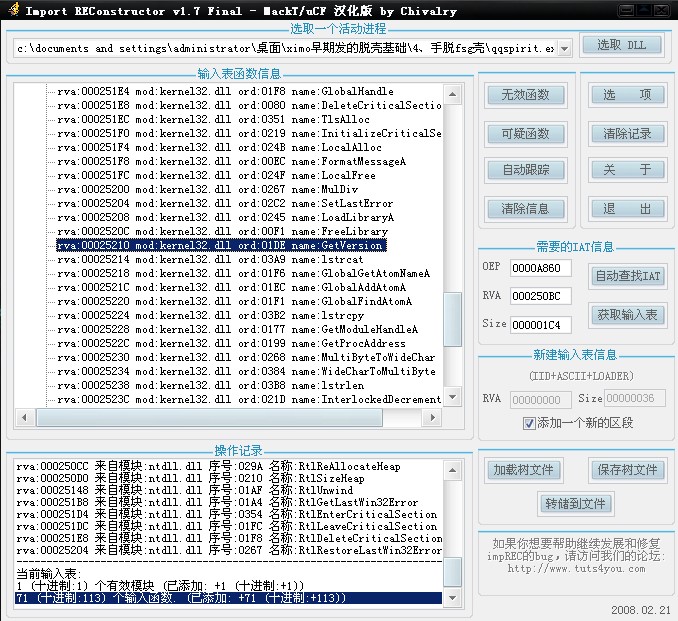 Import REConstructor v1.7 Final - MackT/uCF 汉化版 by Chivalry
选取一个活动进程
c:\documents and settings\administrator\桌面\ximo早期发的脱壳基础\4、手脱fsg壳\qqspirit.ex
选取 DLL
输入表函数信息
rva:000251E4 mod:kernel32.dll ord:01F8 name:GlobalHandle
rva:000251E8 mod:kernel32.dll ord:0080 name:DeleteCriticalSectio
rva:000251EC mod:kernel32.dll ord:0351 name:TlsAlloc
rva:000251F0 mod:kernel32.dll ord:0219 name:InitializeCriticalSe
rva:000251F4 mod:kernel32.dll ord:024B name:LocalAlloc
rva:000251F8 mod:kernel32.dll ord:00EC name:FormatMessageA
rva:000251FC mod:kernel32.dll ord:024F name:LocalFree
rva:00025200 mod:kernel32.dll ord:0267 name:MulDiv
rva:00025204 mod:kernel32.dll ord:02C2 name:SetLastError
rva:00025208 mod:kernel32.dll ord:0245 name:LoadLibraryA
rva:0002520C mod:kernel32.dll ord:00F1 name:FreeLibrary
rva:00025210 mod:kernel32.dll ord:01DE name:GetVersion
rva:00025214 mod:kernel32.dll ord:03A9 name:lstrcat
rva:00025218 mod:kernel32.dll ord:01F6 name:GlobalGetAtomNameA
rva:0002521C mod:kernel32.dll ord:01EC name:GlobalAddAtomA
rva:00025220 mod:kernel32.dll ord:01F1 name:GlobalFindAtomA
rva:00025224 mod:kernel32.dll ord:03B2 name:lstrcpy
rva:00025228 mod:kernel32.dll ord:0177 name:GetModuleHandleA
rva:0002522C mod:kernel32.dll ord:0199 name:GetProcAddress
rva:00025230 mod:kernel32.dll ord:0268 name:MultiByteToWideChar
rva:00025234 mod:kernel32.dll ord:0384 name:WideCharToMultiByte
rva:00025238 mod:kernel32.dll ord:03B8 name:lstrlen
rva:0002523C mod:kernel32.dll ord:021D name:InterlockedDecrement
无效函数
选 项
可疑函数
清除记录
自动跟踪
关 于
清除信息
退 出
需要的IAT信息
OEP 0000A860
自动查找IAT
RVA 000250BC
获取输入表
Size 000001C4
新建输入表信息
(IID+ASCII+LOADER)
RVA 00000000 Size 00000036
添加一个新的区段
操作记录
rva:000250CC 来自模块:ntdll.dll 序号:029A 名称:RtlReAllocateHeap
rva:000250D0 来自模块:ntdll.dll 序号:0210 名称:RtlSizeHeap
rva:00025148 来自模块:ntdll.dll 序号:01AF 名称:RtlUnwind
rva:000251B8 来自模块:ntdll.dll 序号:01A4 名称:RtlGetLastWin32Error
rva:000251D4 来自模块:ntdll.dll 序号:0354 名称:RtlEnterCriticalSection
rva:000251DC 来自模块:ntdll.dll 序号:01FC 名称:RtlLeaveCriticalSection
rva:000251E8 来自模块:ntdll.dll 序号:01F8 名称:RtlDeleteCriticalSection
rva:00025204 来自模块:ntdll.dll 序号:0267 名称:RtlRestoreLastWin32Error
当前输入表:
1 (十进制:1) 个有效模块 (已添加: +1 (十进制:+1))
71 (十进制:113) 个输入函数. (已添加: +71 (十进制:+113))
加载树文件
保存树文件
转储到文件
如果你想要帮助继续发展和修复
impREC的bug,请访问我们的论坛:
http://www.tuts4you.com
2008.02.21